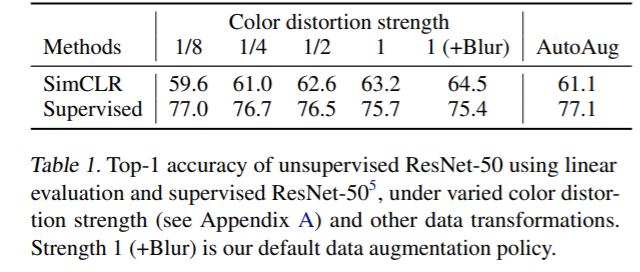 Color distortion strength
Methods 1/8 1/4 1/2 1 1 (+Blur) AutoAug
SimCLR 59.6 61.0 62.6 63.2 64.5 61.1
Supervised 77.0 76.7 76.5 75.7 75.4 77.1
Table 1. Top-1 accuracy of unsupervised ResNet-50 using linear
evaluation and supervised ResNet-50⁵, under varied color distor-
tion strength (see Appendix A) and other data transformations.
Strength 1 (+Blur) is our default data augmentation policy.